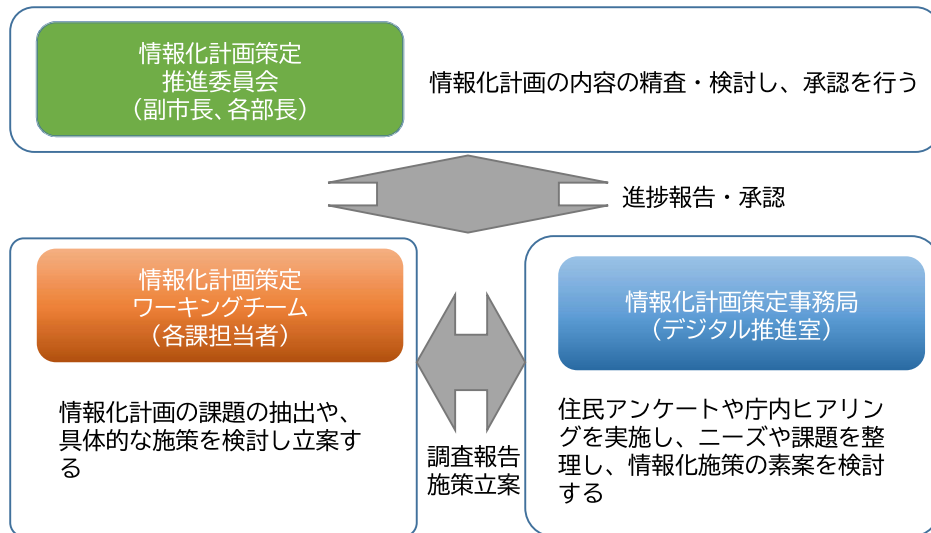 情報化計画策定
推進委員会
（副市長、各部長）
情報化計画の内容の精査・検討し、承認を行う
進捗報告・承認
情報化計画策定
ワーキングチーム
（各課担当者）
情報化計画の課題の抽出や、
具体的な施策を検討し立案す
る
調査報告
施策立案
情報化計画策定事務局
（デジタル推進室）
住民アンケートや庁内ヒアリン
グを実施し、ニーズや課題を整
理し、情報化施策の素案を検討
する